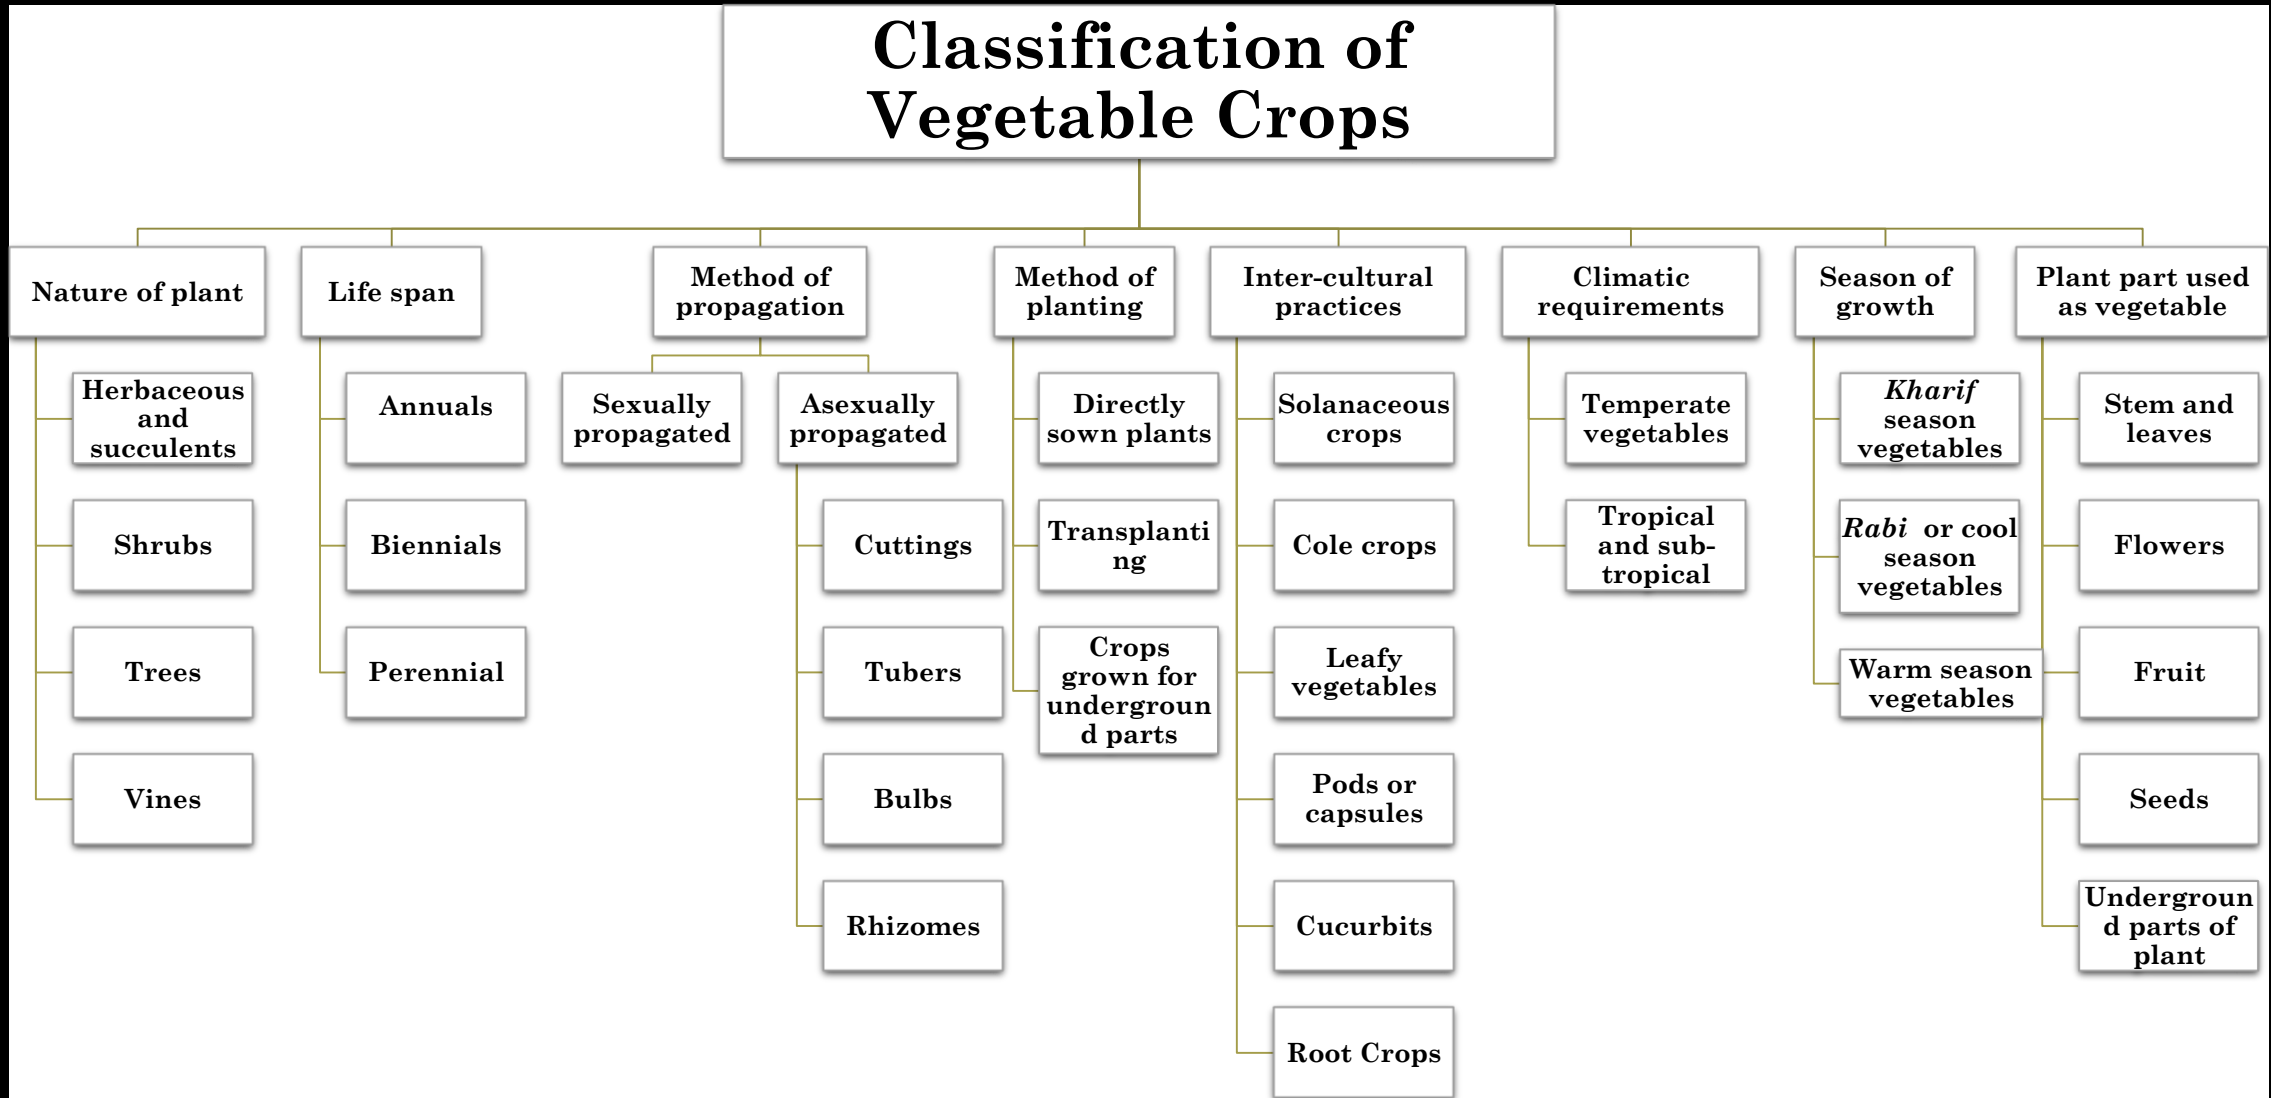 Classification of
Vegetable Crops
Nature of plant
Herbaceous
and
succulents
Shrubs
Trees
Vines
Life span
Annuals
Biennials
Perennial
Method of
propagation
Sexually
propagated
Asexually
propagated
Cuttings
Tubers
Bulbs
Rhizomes
Method of
planting
Directly
sown plants
Transplanti
ng
Crops
grown for
undergroun
d parts
Inter-cultural
practices
Solanaceous
crops
Cole crops
Leafy
vegetables
Pods or
capsules
Cucurbits
Root Crops
Climatic
requirements
Temperate
vegetables
Tropical
and sub-
tropical
Season of
growth
Kharif
season
vegetables
Rabi or cool
season
vegetables
Warm season
vegetables
Plant part used
as vegetable
Stem and
leaves
Flowers
Fruit
Seeds
Undergroun
d parts of
plant